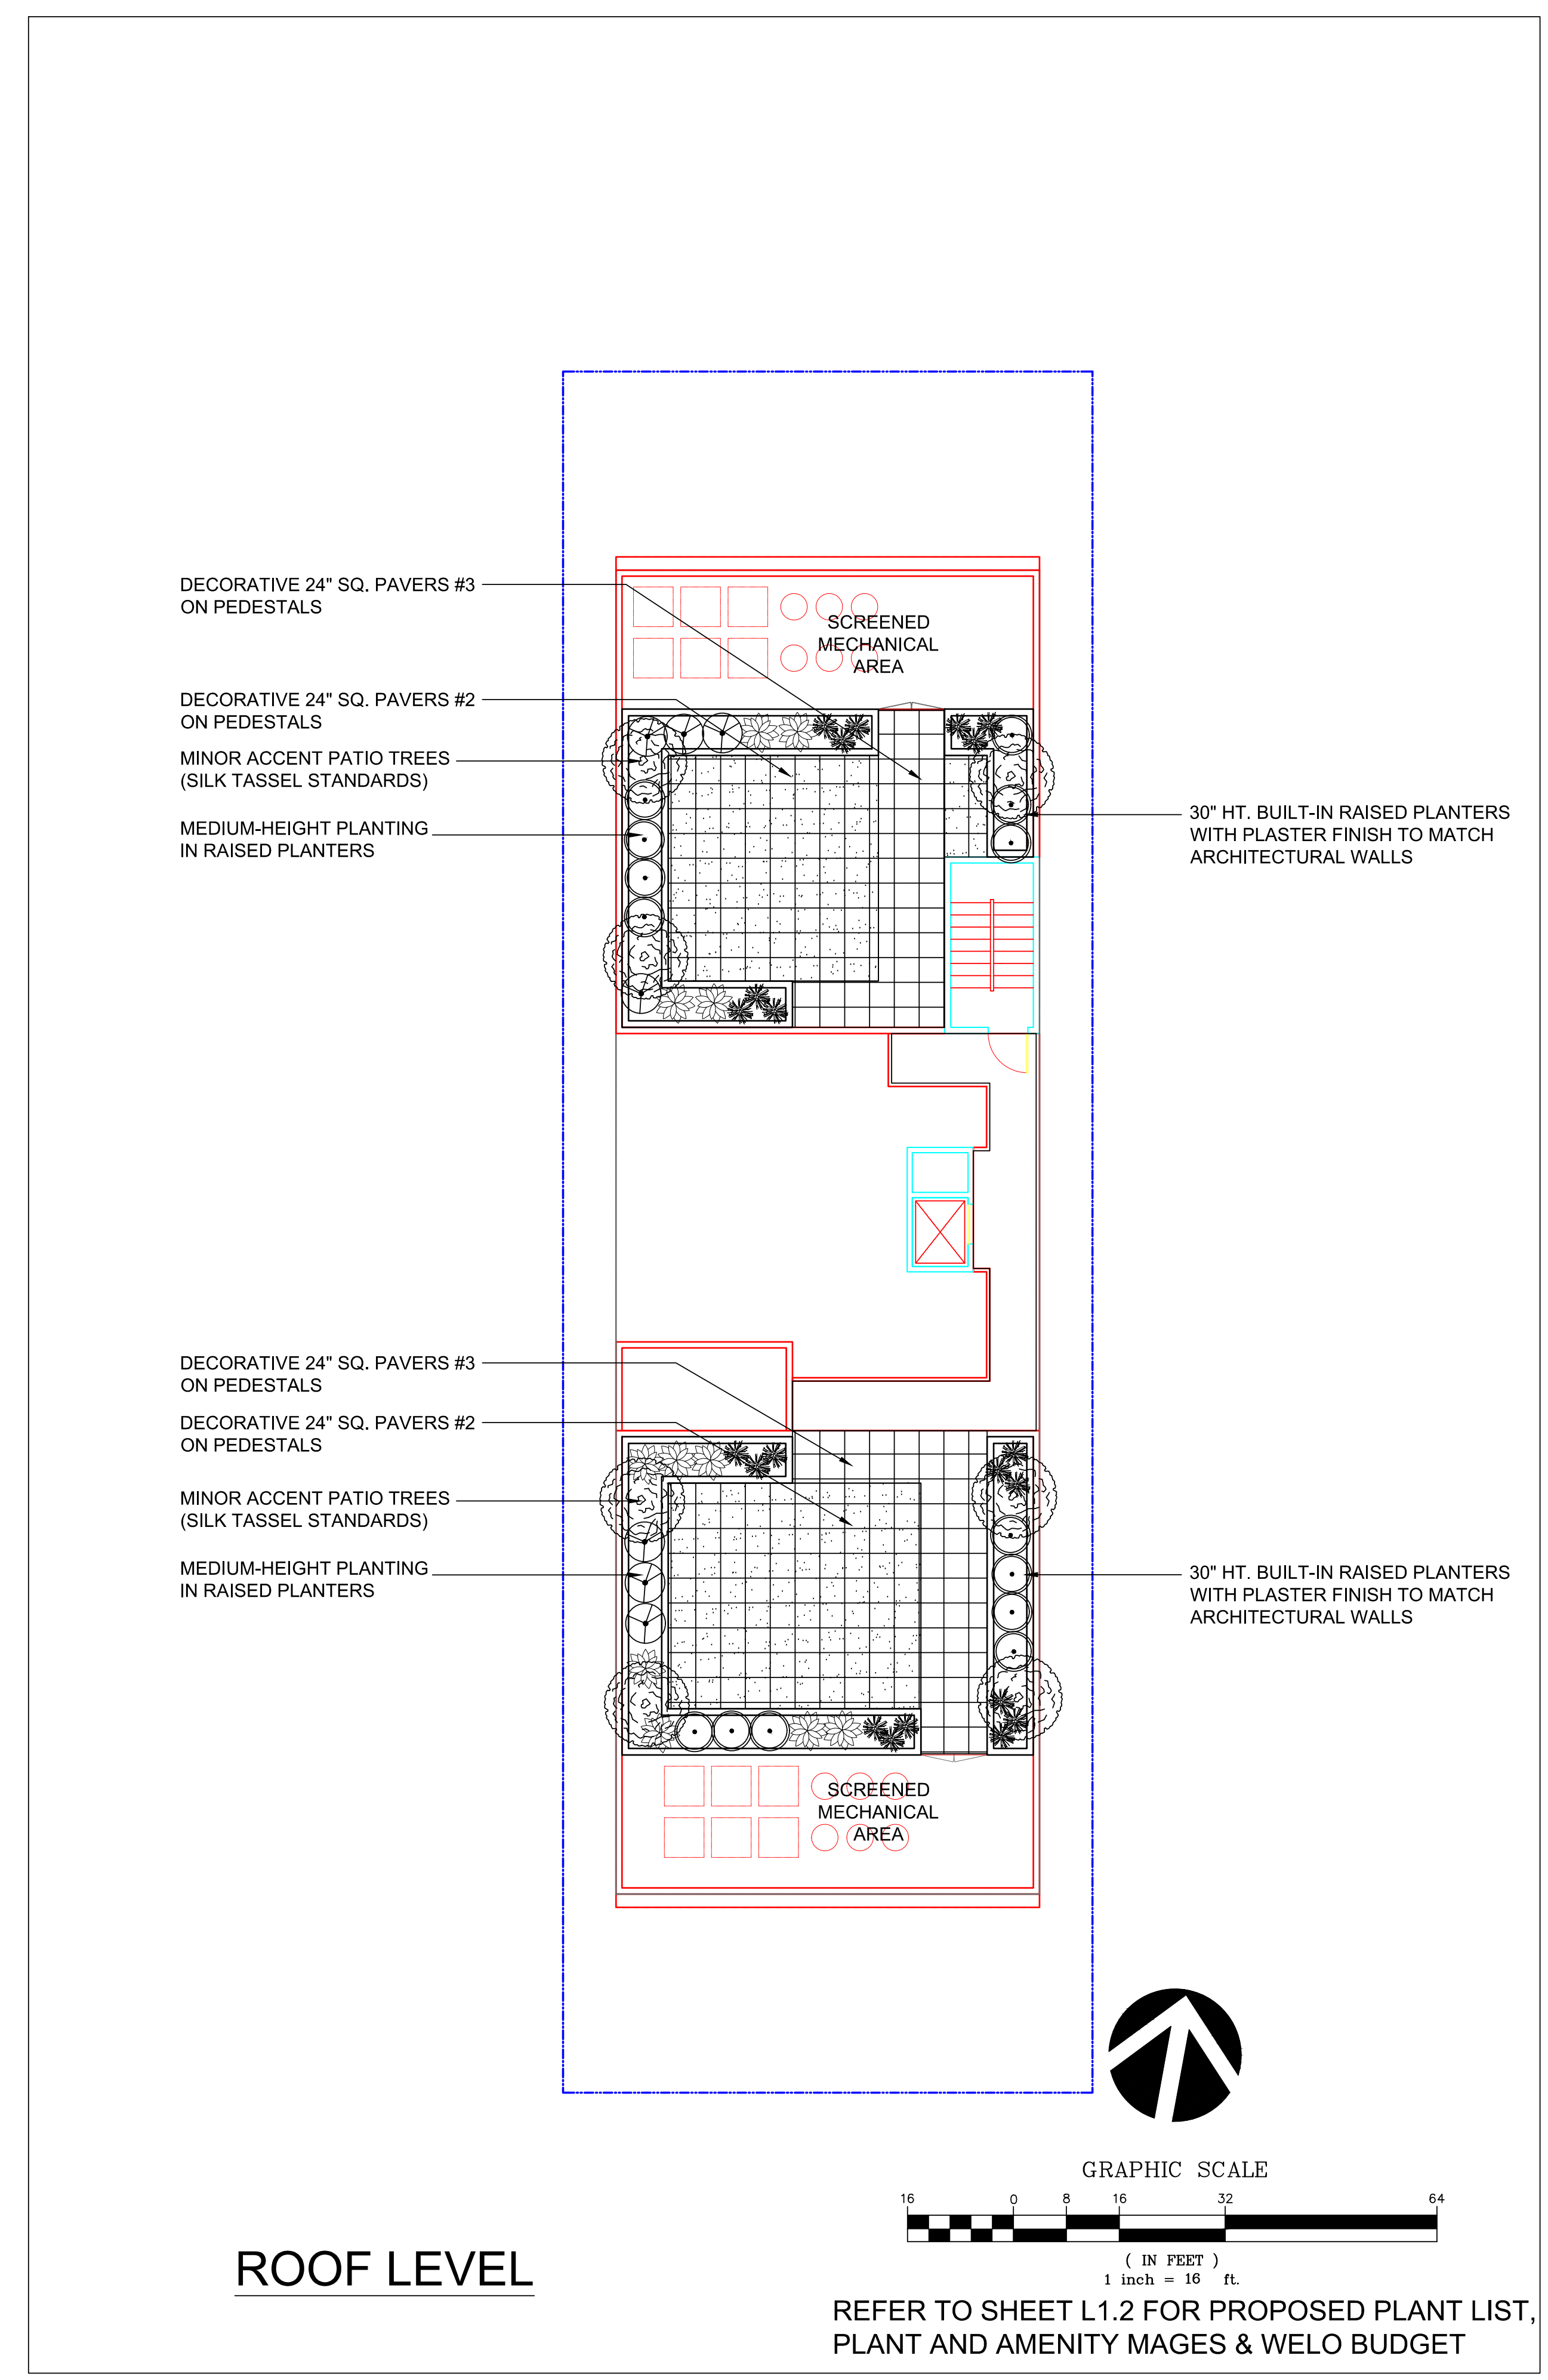 DECORATIVE 24" SQ. PAVERS #3
ON PEDESTALS
SCREENED
MECHANICAL
AREA
DECORATIVE 24" SQ. PAVERS #2
ON PEDESTALS
MINOR ACCENT PATIO TREES
(SILK TASSEL STANDARDS)
MEDIUM-HEIGHT PLANTING
IN RAISED PLANTERS
30" HT. BUILT-IN RAISED PLANTERS
WITH PLASTER FINISH TO MATCH
ARCHITECTURAL WALLS
DECORATIVE 24" SQ. PAVERS #3
ON PEDESTALS
DECORATIVE 24" SQ. PAVERS #2
ON PEDESTALS
MINOR ACCENT PATIO TREES
(SILK TASSEL STANDARDS)
MEDIUM-HEIGHT PLANTING
IN RAISED PLANTERS
30" HT. BUILT-IN RAISED PLANTERS
WITH PLASTER FINISH TO MATCH
ARCHITECTURAL WALLS
SCREENED
MECHANICAL
AREA
GRAPHIC SCALE
16 0 8 16 32 64
( IN FEET )
1 inch = 16 ft.
ROOF LEVEL
REFER TO SHEET L1.2 FOR PROPOSED PLANT LIST,
PLANT AND AMENITY MAGES & WELO BUDGET